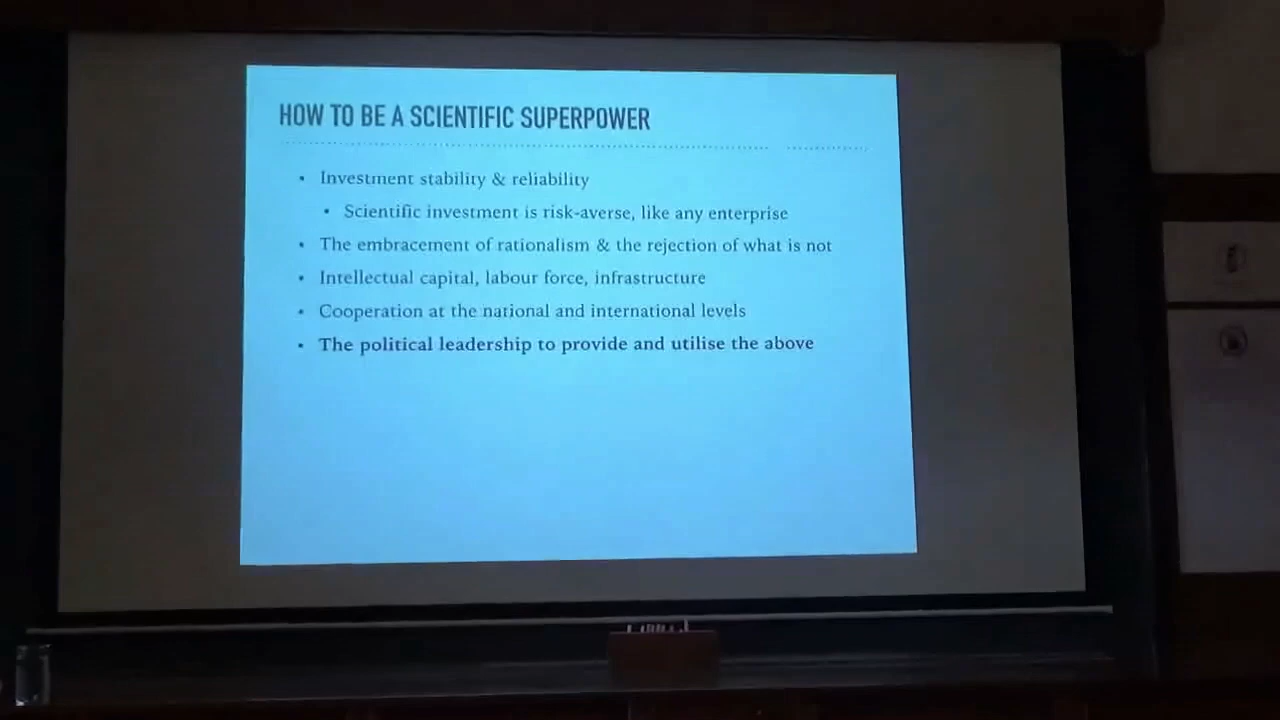 HOW TO BE A SCIENTIFIC SUPERPOWER
• Investment stability & reliability
• Scientific investment is risk-averse, like any enterprise
• The embracement of rationalism & the rejection of what is not
• Intellectual capital, labour force, infrastructure
• Cooperation at the national and international levels
• The political leadership to provide and utilise the above